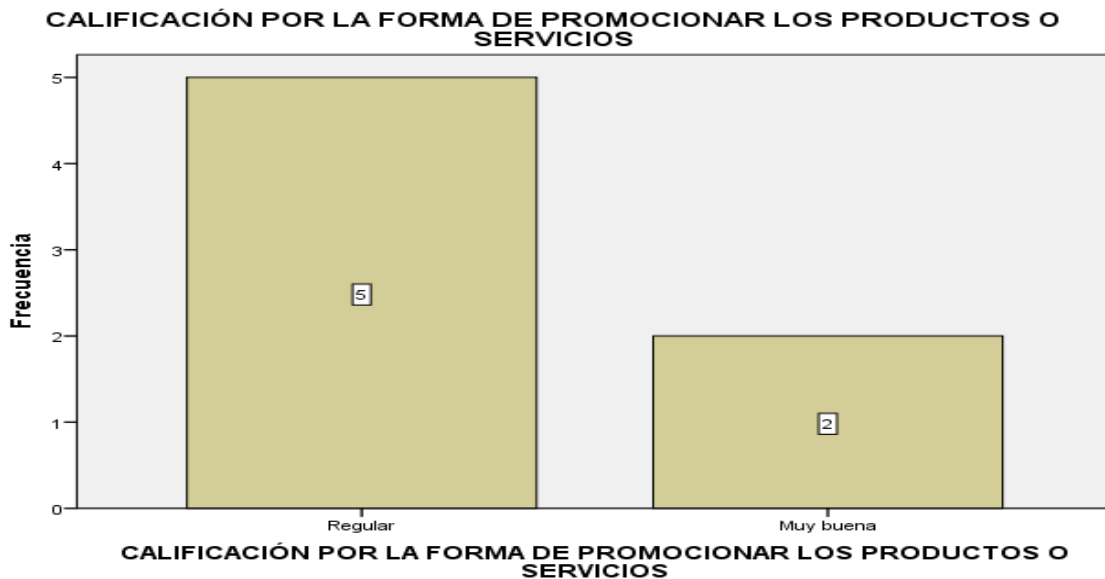 CALIFICACIÓN POR LA FORMA DE PROMOCIONAR LOS PRODUCTOS O
SERVICIOS
Frecuencia
5
4
3
2
1
0
5
2
Regular
Muy buena
CALIFICACIÓN POR LA FORMA DE PROMOCIONAR LOS PRODUCTOS O
SERVICIOS